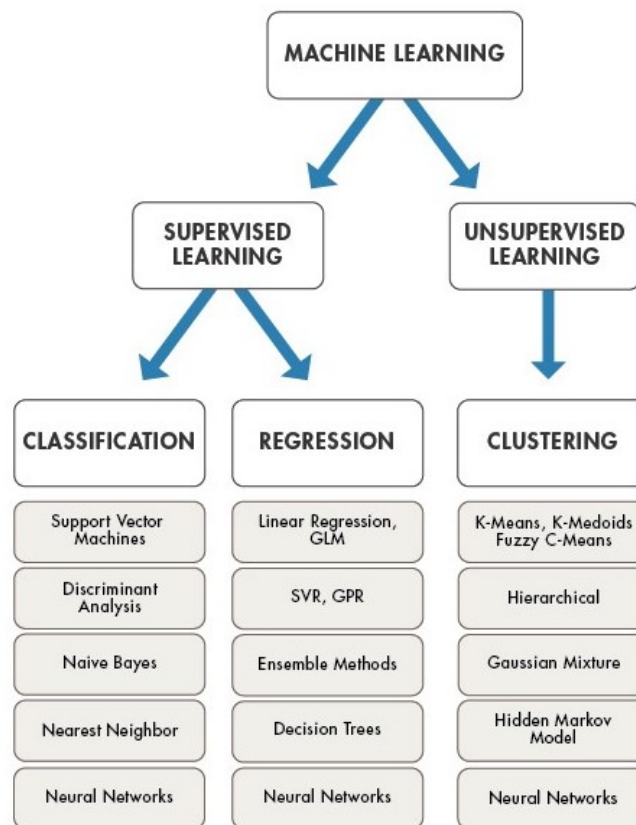 MACHINE LEARNING
SUPERVISED
LEARNING
UNSUPERVISED
LEARNING
CLASSIFICATION
Support Vector
Machines
Discriminant
Analysis
Naive Bayes
Nearest Neighbor
Neural Networks
REGRESSION
Linear Regression,
GLM
SVR, GPR
Ensemble Methods
Decision Trees
Neural Networks
CLUSTERING
K-Means, K-Medoids
Fuzzy C-Means
Hierarchical
Gaussian Mixture
Hidden Markov
Model
Neural Networks